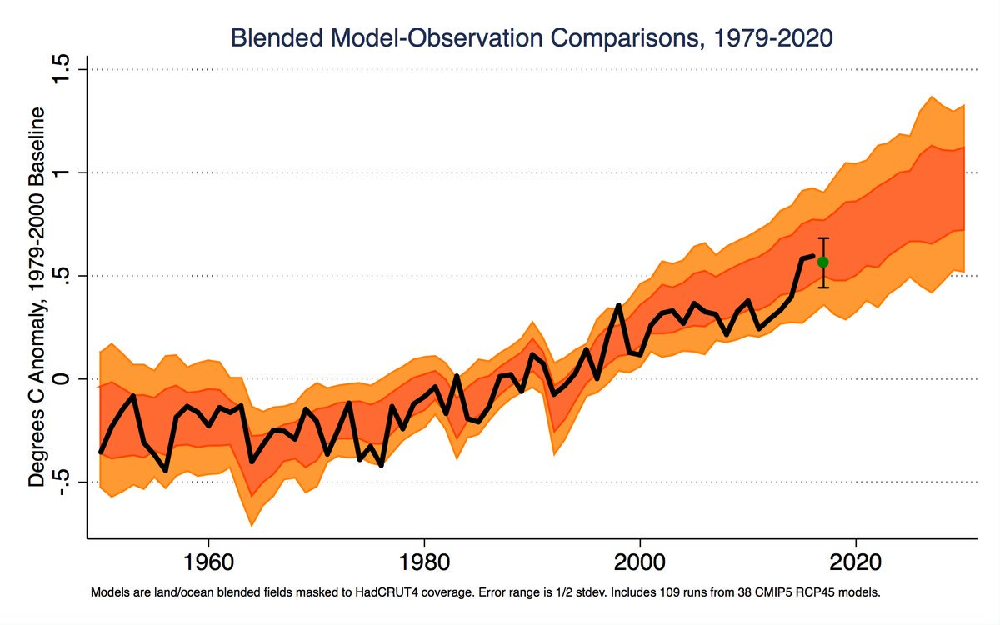 Blended Model-Observation Comparisons, 1979-2020
Degrees C Anomaly, 1979-2000 Baseline
1.5
1
.5
0
-.5
1960 1980 2000 2020
Models are land/ocean blended fields masked to HadCRUT4 coverage. Error range is 1/2 stdev. Includes 109 runs from 38 CMIP5 RCP45 models.